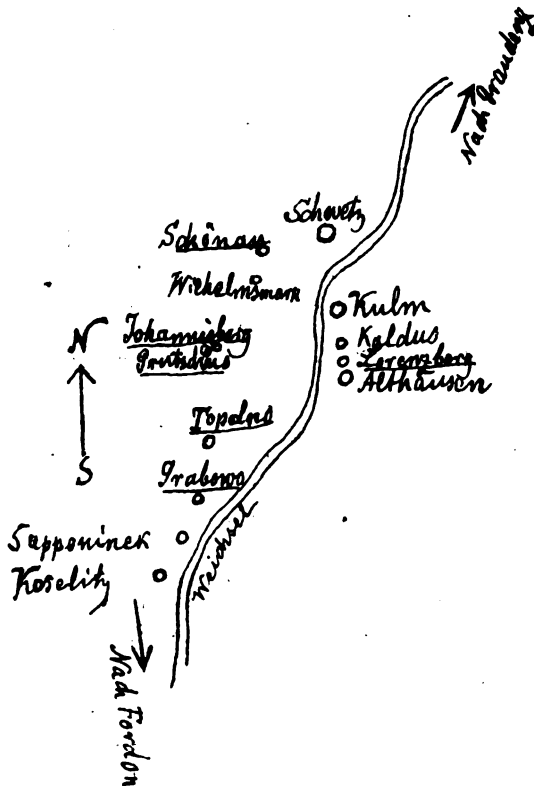 Nach Graudenz
Schwetz
Schönau
Wilhelmsmark
Kulm
Kaldus
Lorenzberg
Althausen
Johannisberg
Grutschno
N
Topolno
S
Grabowo
Weichsel
Sapponinek
Koselitz
Nach Fordon